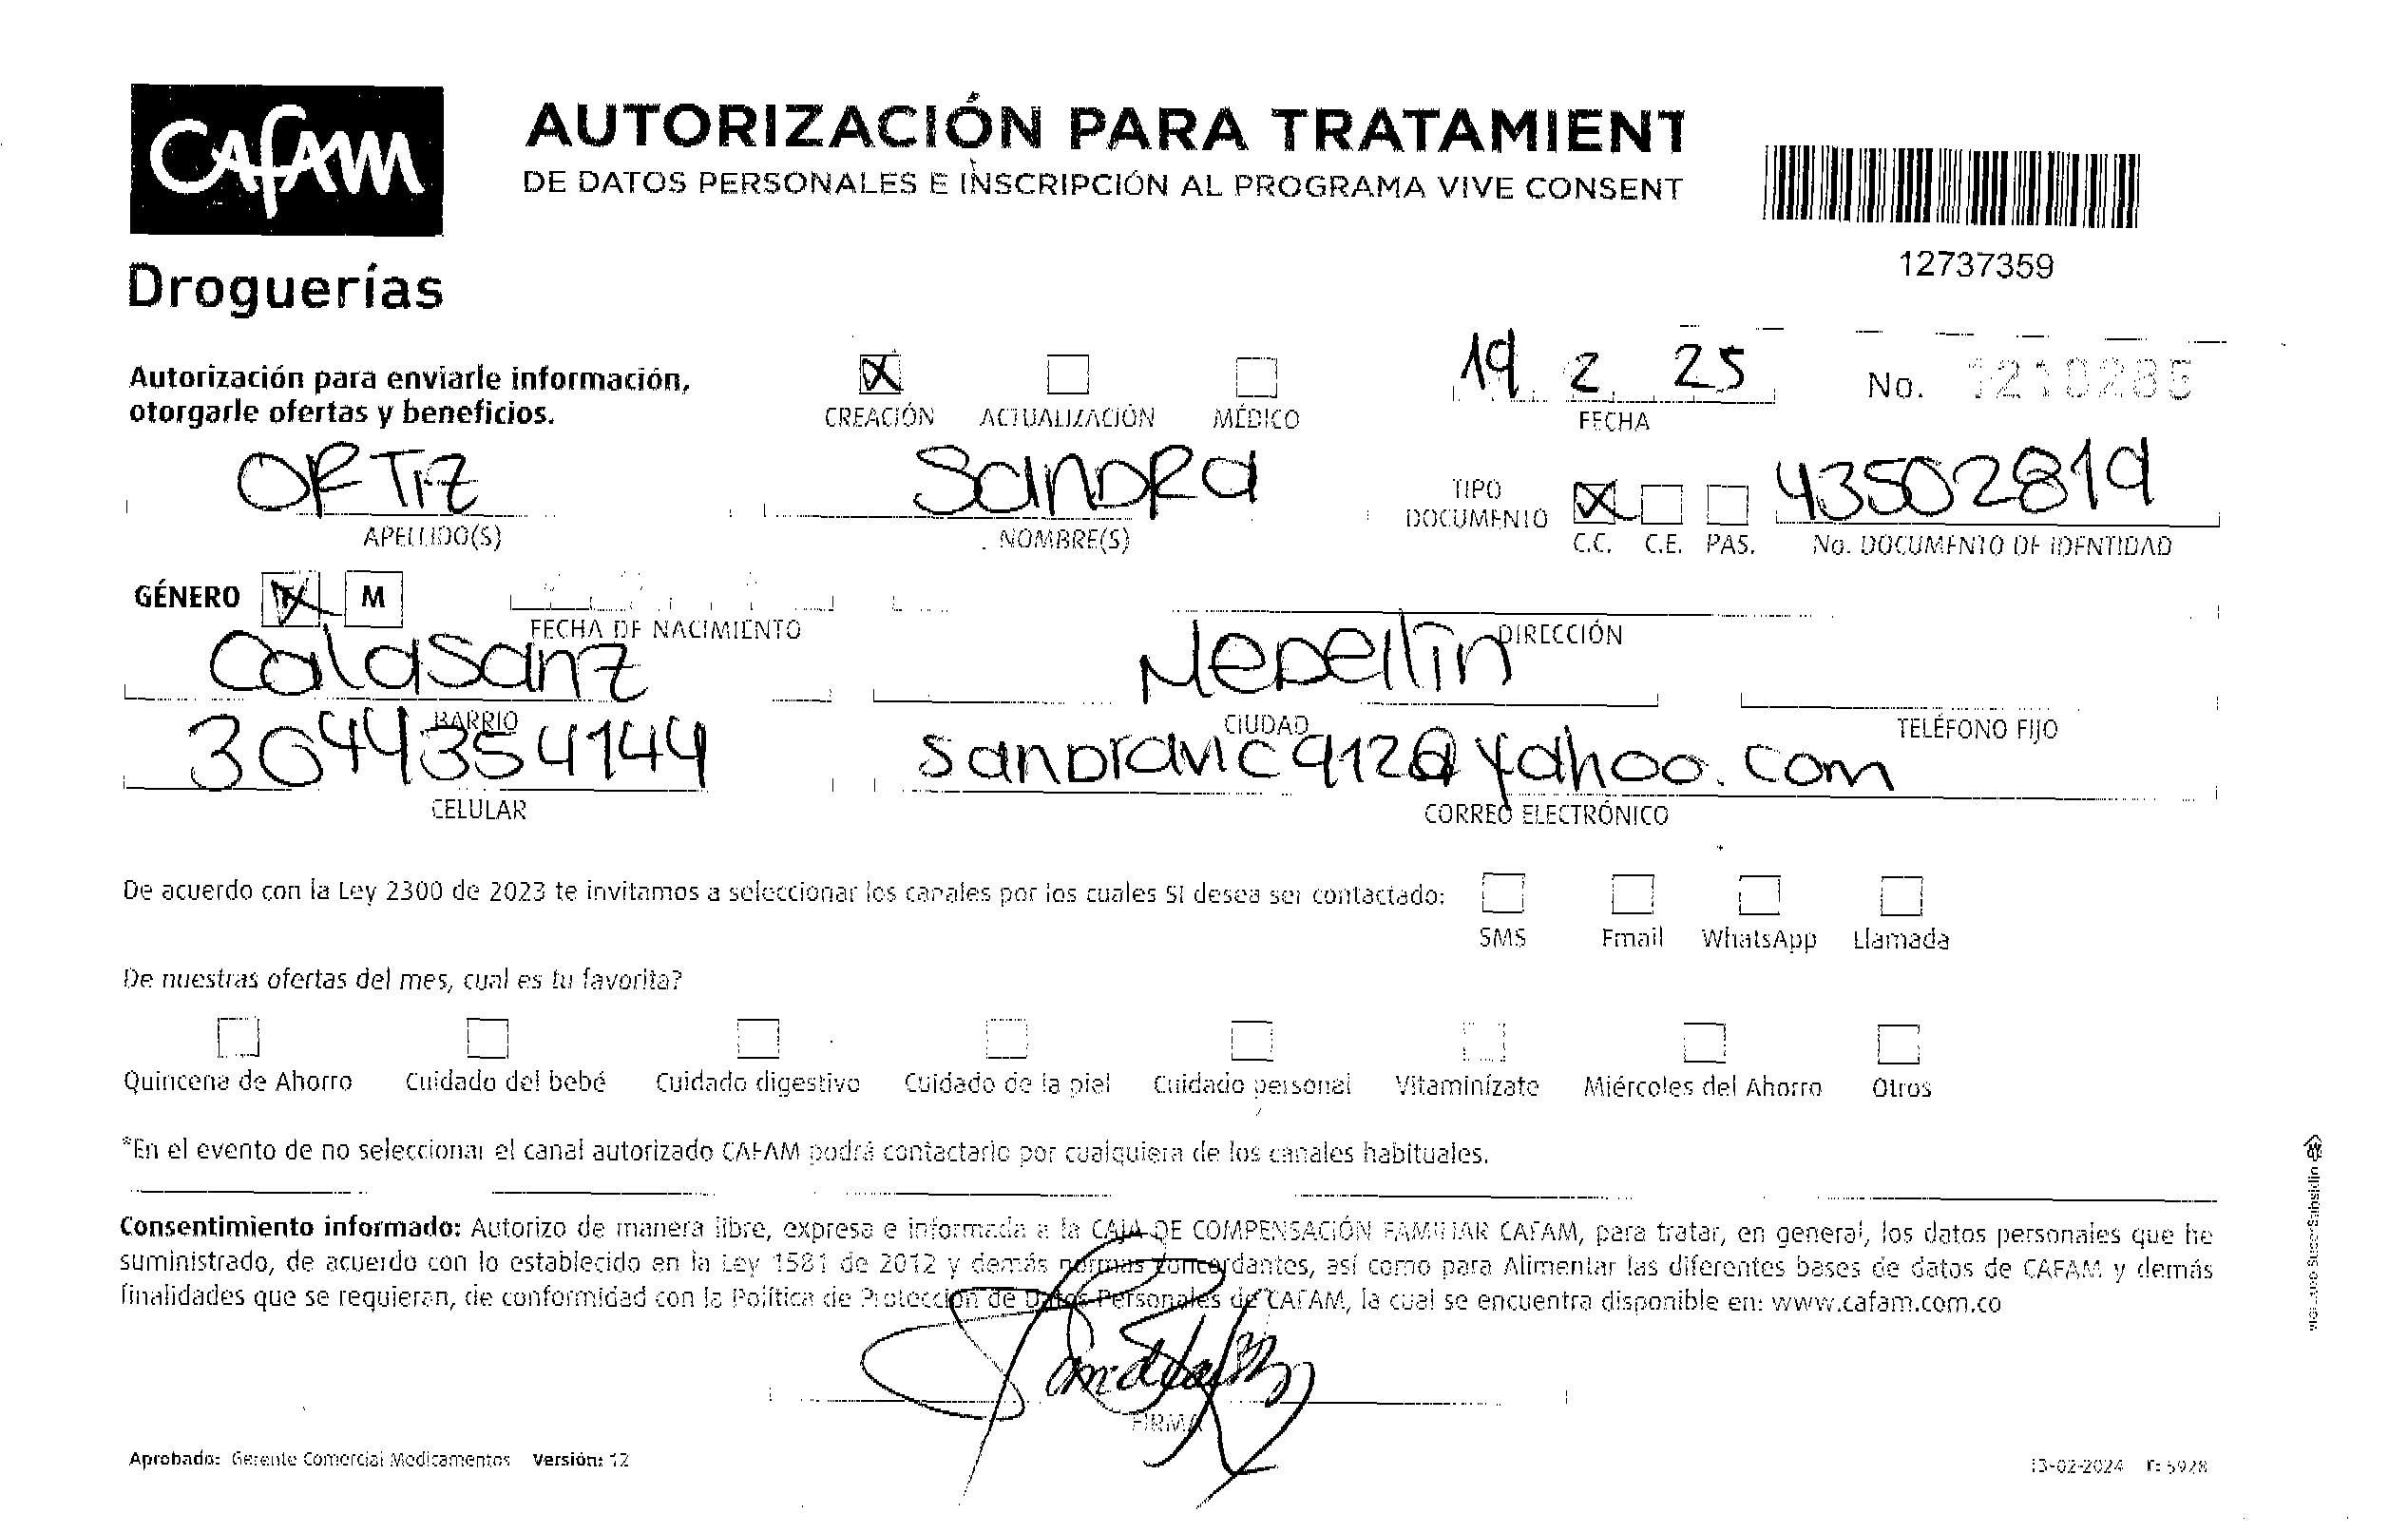 CAFAM
Droguerías
AUTORIZACIÓN PARA TRATAMIENT
DE DATOS PERSONALES E INSCRIPCIÓN AL PROGRAMA VIVE CONSENT
12737359
Autorización para enviarle información,
otorgarle ofertas y beneficios.
CREACIÓN ACTUALIZACIÓN MÉDICO
19 2 25
FECHA
No. 1210285
ORTiz
APELLIDO(S)
SandRa
NOMBRE(S)
TIPO
DOCUMENTO
C.C. C.E. PAS.
43502819
No. DOCUMENTO DE IDENTIDAD
GÉNERO F M
FECHA DE NACIMIENTO
DIRECCIÓN
Calasanz
BARRIO
Medellin
CIUDAD
TELÉFONO FIJO
3044354144
CELULAR
sandravic912@yahoo.com
CORREO ELECTRÓNICO
De acuerdo con la Ley 2300 de 2023 te invitamos a seleccionar los canales por los cuales SI desea ser contactado:
SMS Email WhatsApp Llamada
De nuestras ofertas del mes, cual es tu favorita?
Quincena de Ahorro Cuidado del bebé Cuidado digestivo Cuidado de la piel Cuidado personal Vitaminízate Miércoles del Ahorro Otros
*En el evento de no seleccionar el canal autorizado CAFAM podrá contactarlo por cualquiera de los canales habituales.
Consentimiento informado: Autorizo de manera libre, expresa e informada a la CAJA DE COMPENSACIÓN FAMILIAR CAFAM, para tratar, en general, los datos personales que he
suministrado, de acuerdo con lo establecido en la Ley 1581 de 2012 y demás normas concordantes, así como para Alimentar las diferentes bases de datos de CAFAM y demás
finalidades que se requieran, de conformidad con la Política de Protección de Datos Personales de CAFAM, la cual se encuentra disponible en: www.cafam.com.co
FIRMA
Aprobado: Gerente Comercial Medicamentos Versión: 12
13-02-2024 F: 5928